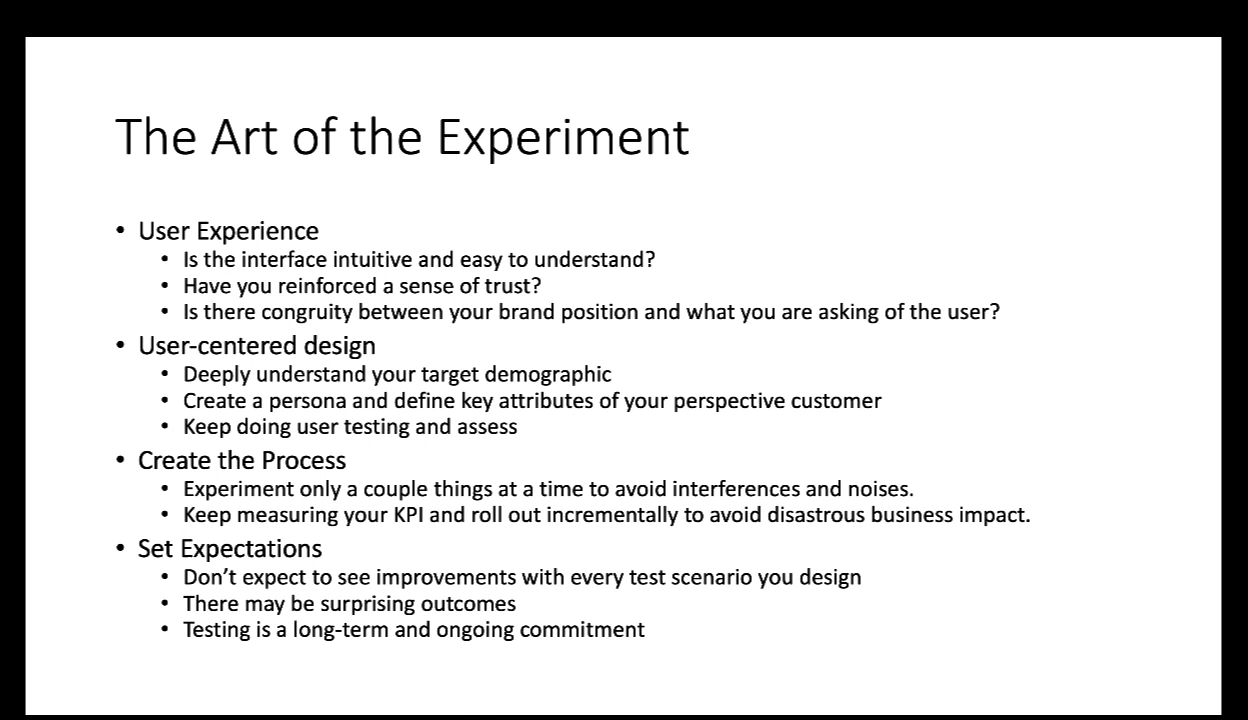 The Art of the Experiment
• User Experience
• Is the interface intuitive and easy to understand?
• Have you reinforced a sense of trust?
• Is there congruity between your brand position and what you are asking of the user?
• User-centered design
• Deeply understand your target demographic
• Create a persona and define key attributes of your perspective customer
• Keep doing user testing and assess
• Create the Process
• Experiment only a couple things at a time to avoid interferences and noises.
• Keep measuring your KPI and roll out incrementally to avoid disastrous business impact.
• Set Expectations
• Don’t expect to see improvements with every test scenario you design
• There may be surprising outcomes
• Testing is a long-term and ongoing commitment